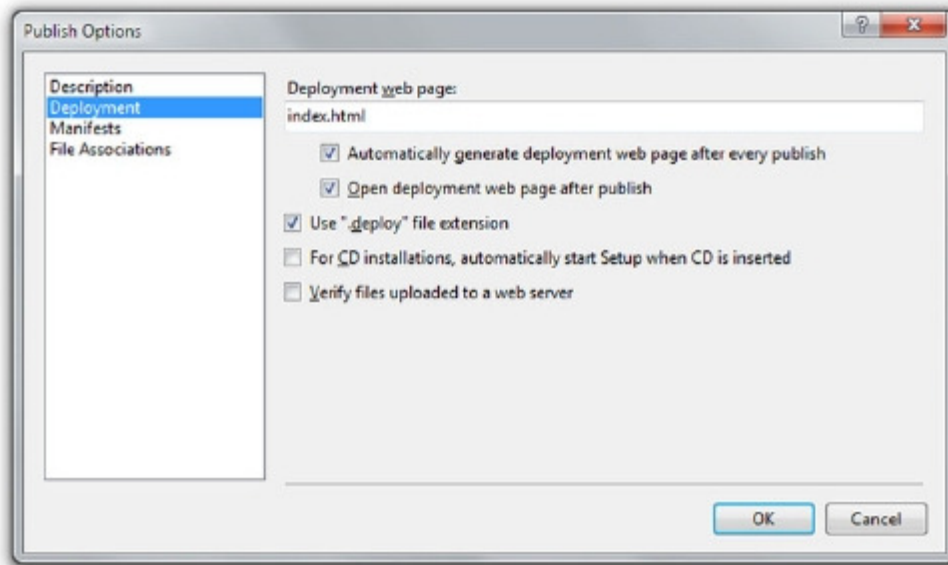 Publish Options
Description
Deployment
Manifests
File Associations
Deployment web page:
index.html
Automatically generate deployment web page after every publish
Open deployment web page after publish
Use ".deploy" file extension
For CD installations, automatically start Setup when CD is inserted
Verify files uploaded to a web server
OK
Cancel